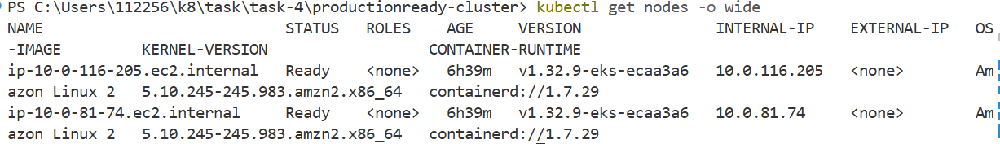 PS C:\Users\112256\k8\task\task-4\productionready-cluster> kubectl get nodes -o wide
NAME                          STATUS   ROLES    AGE     VERSION               INTERNAL-IP    EXTERNAL-IP   OS
-IMAGE         KERNEL-VERSION                  CONTAINER-RUNTIME
ip-10-0-116-205.ec2.internal   Ready    <none>   6h39m   v1.32.9-eks-ecaa3a6   10.0.116.205   <none>        Am
azon Linux 2   5.10.245-245.983.amzn2.x86_64   containerd://1.7.29
ip-10-0-81-74.ec2.internal     Ready    <none>   6h39m   v1.32.9-eks-ecaa3a6   10.0.81.74     <none>        Am
azon Linux 2   5.10.245-245.983.amzn2.x86_64   containerd://1.7.29